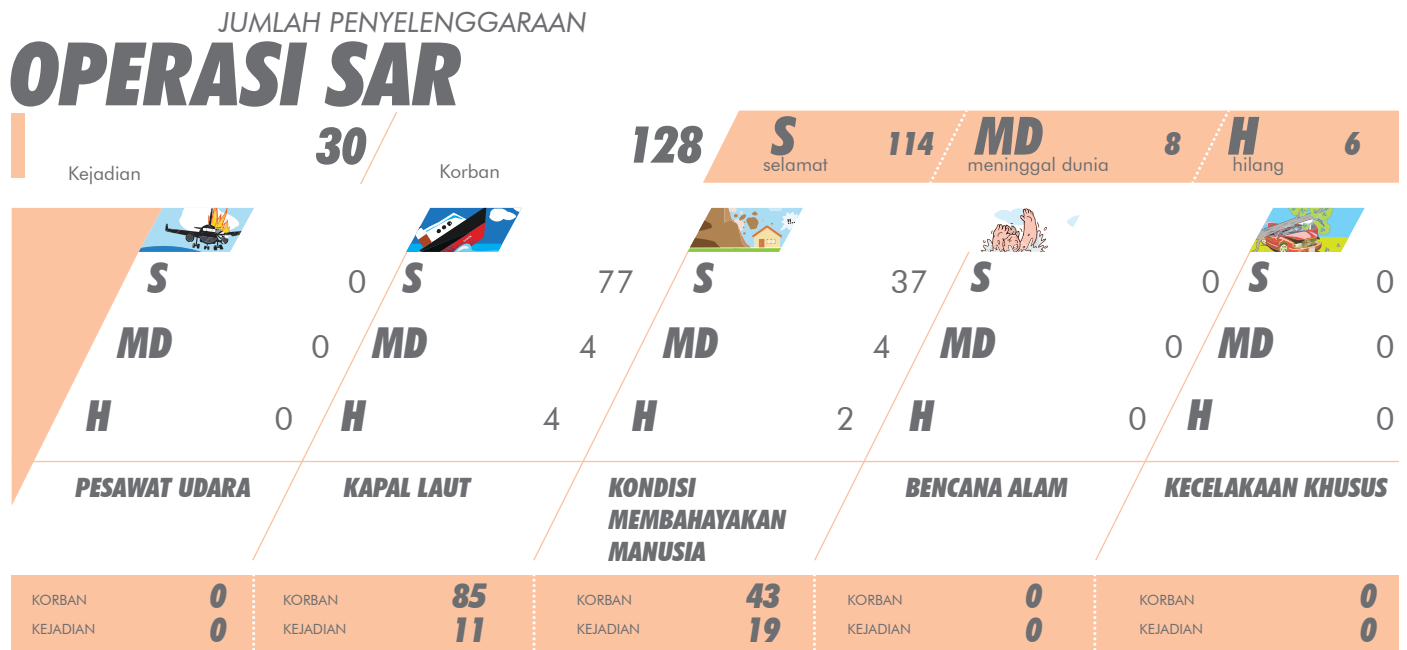 JUMLAH PENYELENGGARAAN
OPERASI SAR
Kejadian 30
Korban 128
S selamat 114
MD meninggal dunia 8
H hilang 6
S 0 S 77 S 37 S 0 S 0
MD 0 MD 4 MD 4 MD 0 MD 0
H 0 H 4 H 2 H 0 H 0
PESAWAT UDARA
KAPAL LAUT
KONDISI
MEMBAHAYAKAN
MANUSIA
BENCANA ALAM
KECELAKAAN KHUSUS
KORBAN 0 KORBAN 85 KORBAN 43 KORBAN 0 KORBAN 0
KEJADIAN 0 KEJADIAN 11 KEJADIAN 19 KEJADIAN 0 KEJADIAN 0